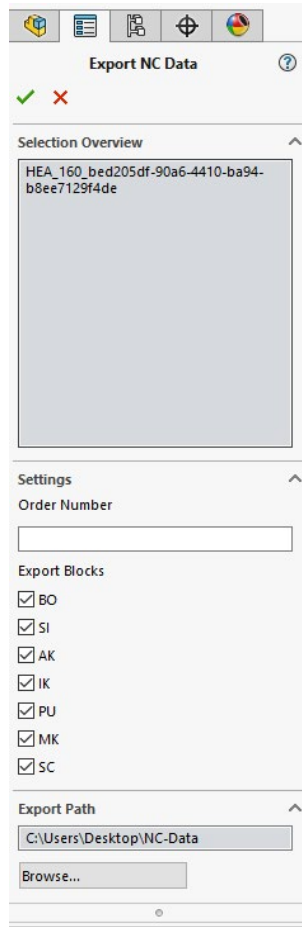 Export NC Data
?
Selection Overview
HEA_160_bed205df-90a6-4410-ba94-
b8ee7129f4de
Settings
Order Number
Export Blocks
BO
SI
AK
IK
PU
MK
SC
Export Path
C:\Users\Desktop\NC-Data
Browse...